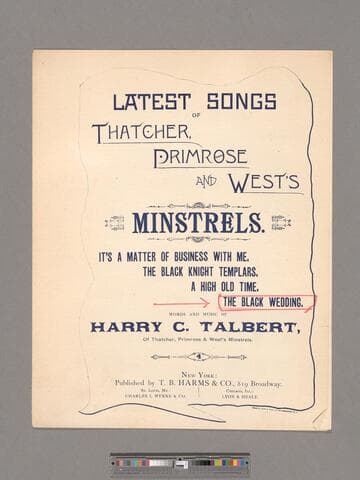 LATEST SONGS
OF
THATCHER,
PRIMROSE
AND WEST'S
MINSTRELS.
IT'S A MATTER OF BUSINESS WITH ME.
THE BLACK KNIGHT TEMPLARS.
A HIGH OLD TIME.
THE BLACK WEDDING.
WORDS AND MUSIC BY
HARRY C. TALBERT,
Of Thatcher, Primrose & West's Minstrels.
4
NEW YORK:
Published by T. B. HARMS & CO., 819 Broadway.
ST. LOUIS, MO.: CHICAGO, ILL.:
CHARLES I. WYNNE & CO. LYON & HEALY.